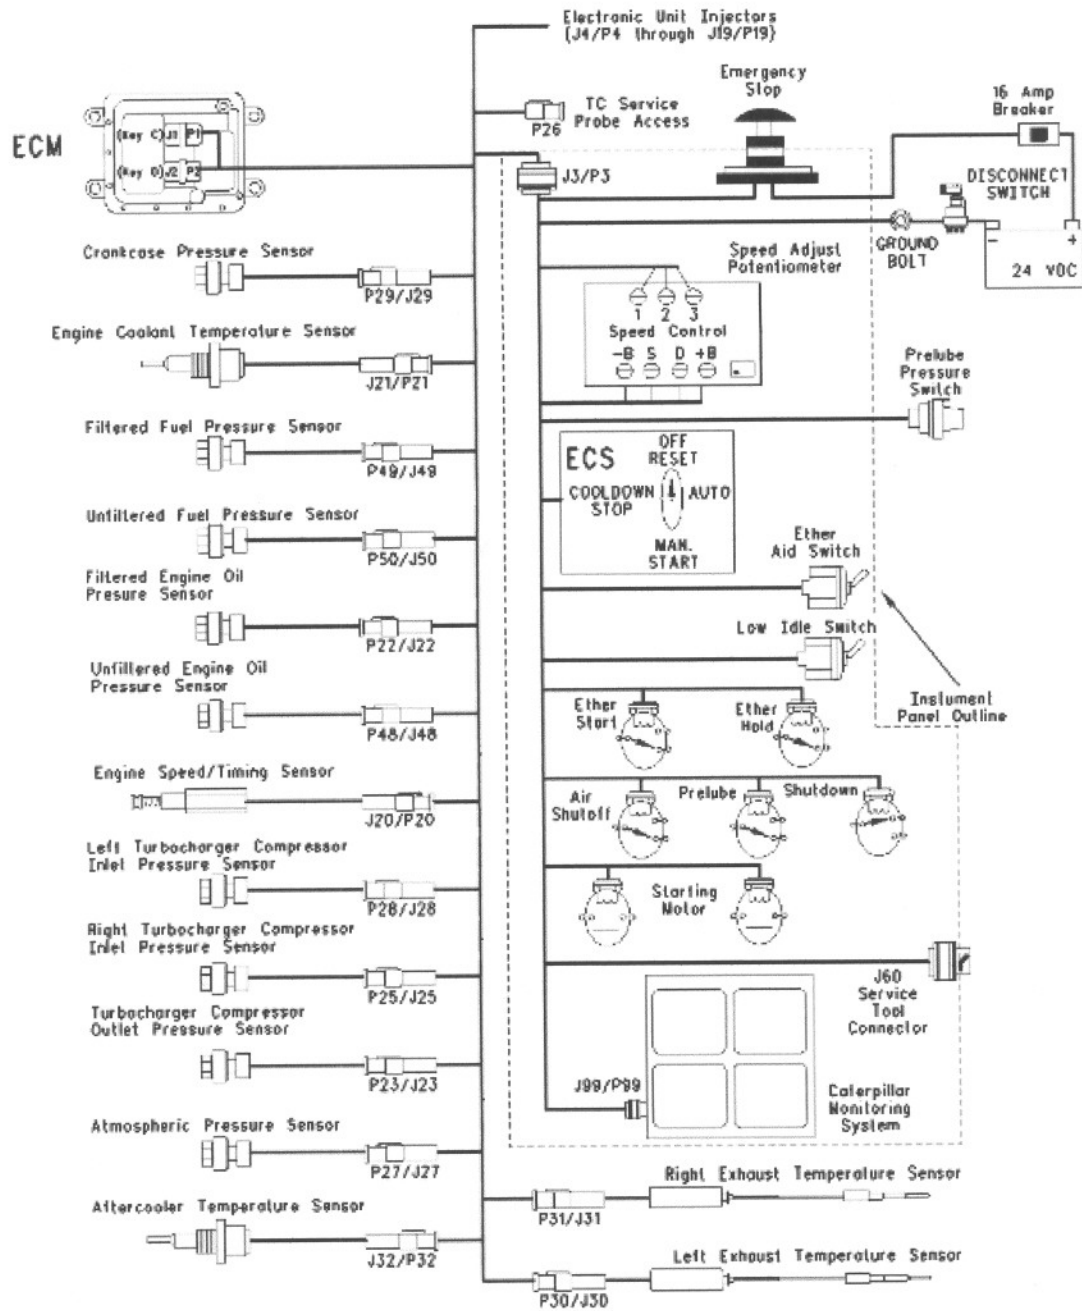 Electronic Unit Injectors
(J4/P4 through J19/P19)
Emergency
Stop
16 Amp
Breaker
TC Service
Probe Access
P26
ECM
(Key C) J1 P1
(Key D) J2 P2
J3/P3
DISCONNECT
SWITCH
GROUND
BOLT
- +
24 VDC
Crankcase Pressure Sensor
P29/J29
Speed Adjust
Potentiometer
1 2 3
Speed Control
-B S D +B
Engine Coolant Temperature Sensor
J21/P21
Prelube
Pressure
Switch
Filtered Fuel Pressure Sensor
P49/J49
ECS
OFF
RESET
COOLDOWN
STOP
AUTO
MAN.
START
Unfiltered Fuel Pressure Sensor
P50/J50
Ether
Aid Switch
Filtered Engine Oil
Presure Sensor
P22/J22
Low Idle Switch
Unfiltered Engine Oil
Pressure Sensor
P48/J48
Instument
Panel Outline
Ether
Start
Ether
Hold
Engine Speed/Timing Sensor
J20/P20
Air
Shutoff
Prelube
Shutdown
Left Turbocharger Compressor
Inlet Pressure Sensor
P28/J28
Starting
Motor
Right Turbocharger Compressor
Inlet Pressure Sensor
P25/J25
J60
Service
Tool
Connector
Turbocharger Compressor
Outlet Pressure Sensor
P23/J23
J99/P99
Caterpillar
Monitoring
System
Atmospheric Pressure Sensor
P27/J27
Right Exhaust Temperature Sensor
P31/J31
Aftercooler Temperature Sensor
J32/P32
Left Exhaust Temperature Sensor
P30/J30